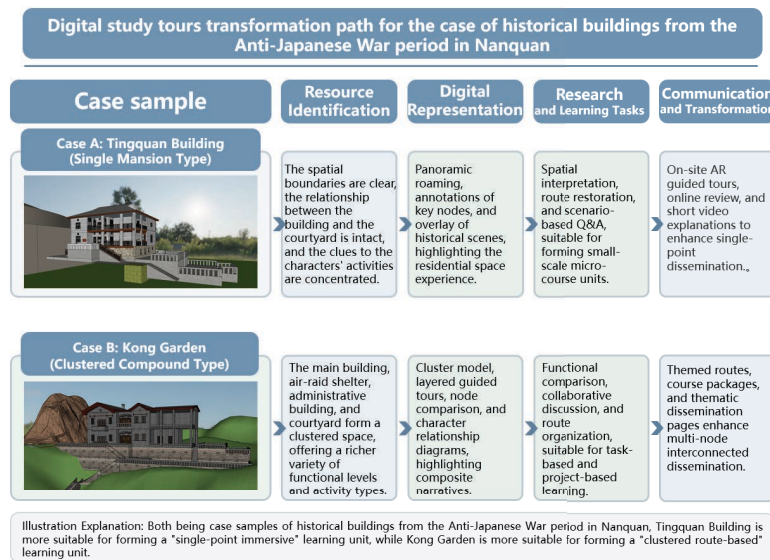 Digital study tours transformation path for the case of historical buildings from the
Anti-Japanese War period in Nanquan
Case sample
Resource
Identification
Digital
Representation
Research
and Learning Tasks
Communication
and Transformation
Case A: Tingquan Building
(Single Mansion Type)
The spatial
boundaries are clear,
the relationship
between the
building and the
courtyard is intact,
and the clues to the
characters' activities
are concentrated.
Panoramic
roaming,
annotations of
key nodes, and
overlay of
historical scenes,
highlighting the
residential space
experience.
Spatial
interpretation,
route restoration,
and scenario-
based Q&A,
suitable for
forming small-
scale micro-
course units.
On-site AR
guided tours,
online review, and
short video
explanations to
enhance single-
point
dissemination.。
Case B: Kong Garden
(Clustered Compound Type)
The main building,
air-raid shelter,
administrative
building, and
courtyard form a
clustered space,
offering a richer
variety of
functional levels
and activity types.
Cluster model,
layered guided
tours, node
comparison, and
character
relationship
diagrams,
highlighting
composite
narratives.
Functional
comparison,
collaborative
discussion, and
route
organization,
suitable for task-
based and
project-based
learning.
Themed routes,
course packages,
and thematic
dissemination
pages enhance
multi-node
interconnected
dissemination.
Illustration Explanation: Both being case samples of historical buildings from the Anti-Japanese War period in Nanquan, Tingquan Building is
more suitable for forming a "single-point immersive" learning unit, while Kong Garden is more suitable for forming a "clustered route-based"
learning unit.